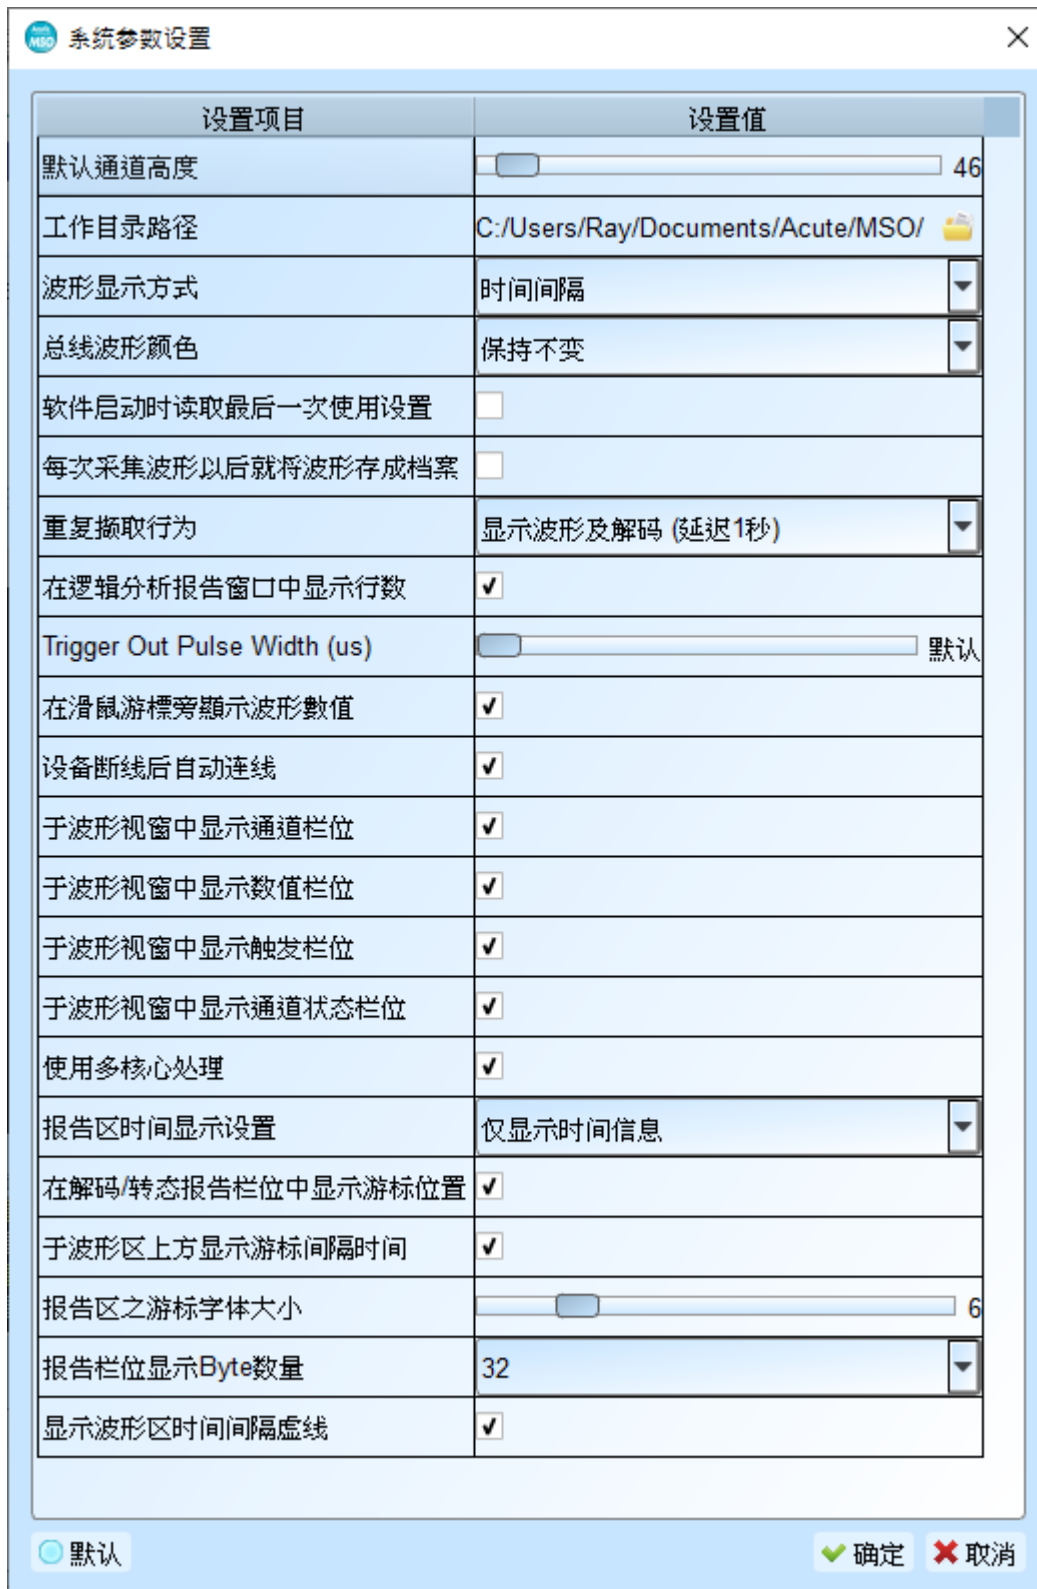 Acute MSO 系统参数设置
设置项目 设置值
默认通道高度 46
工作目录路径 C:/Users/Ray/Documents/Acute/MSO/
波形显示方式 时间间隔
总线波形颜色 保持不变
软件启动时读取最后一次使用设置
每次采集波形以后就将波形存成档案
重复撷取行为 显示波形及解码 (延迟1秒)
在逻辑分析报告窗口中显示行数
Trigger Out Pulse Width (us) 默认
在滑鼠游標旁顯示波形數值
设备断线后自动连线
于波形视窗中显示通道栏位
于波形视窗中显示数值栏位
于波形视窗中显示触发栏位
于波形视窗中显示通道状态栏位
使用多核心处理
报告区时间显示设置 仅显示时间信息
在解码/转态报告栏位中显示游标位置
于波形区上方显示游标间隔时间
报告区之游标字体大小 6
报告栏位显示Byte数量 32
显示波形区时间间隔虚线
默认 确定 取消